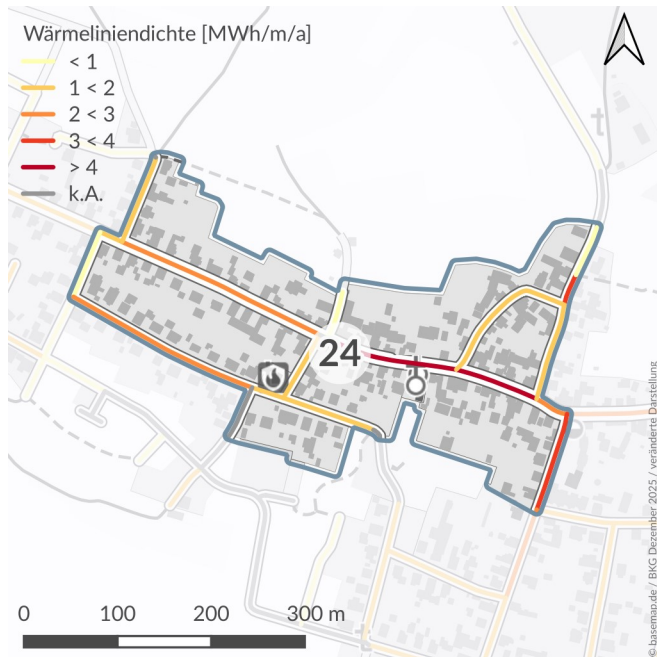 Wärmeliniendichte [MWh/m/a]
< 1
1 < 2
2 < 3
3 < 4
> 4
k.A.
24
0 100 200 300 m
© basemap.de / BKG Dezember 2025 / veränderte Darstellung